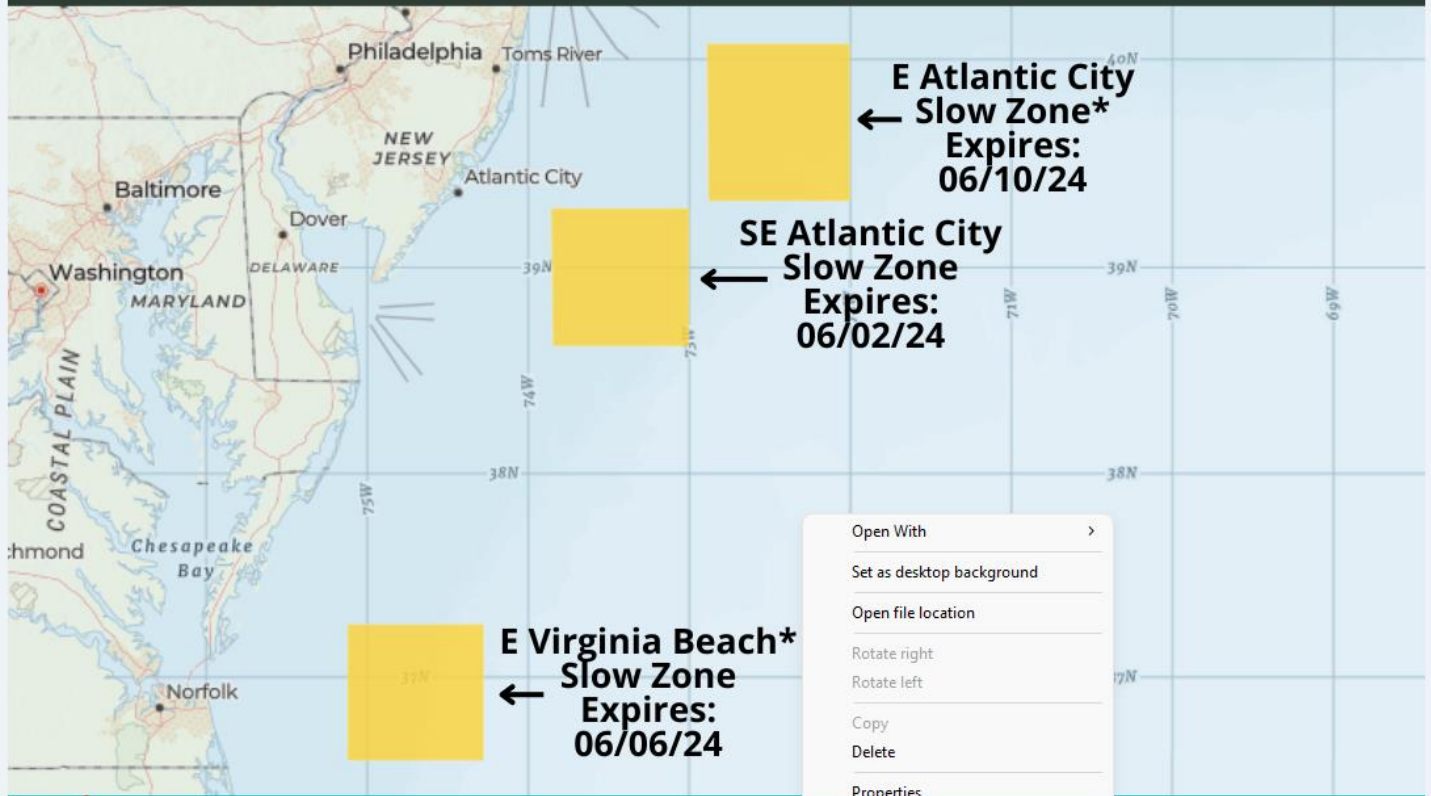 Philadelphia
Toms River
40N
E Atlantic City
Slow Zone*
Expires:
06/10/24
NEW
JERSEY
Atlantic City
Baltimore
Dover
SE Atlantic City
Slow Zone
Expires:
06/02/24
Washington
DELAWARE
39N
39N
MARYLAND
71W
70W
69W
73W
74W
COASTAL PLAIN
38N
38N
75W
Open With
chmond
Chesapeake
Bay
Set as desktop background
Open file location
E Virginia Beach*
Slow Zone
Expires:
06/06/24
Rotate right
Rotate left
37N
7N
Norfolk
Copy
Delete
Properties